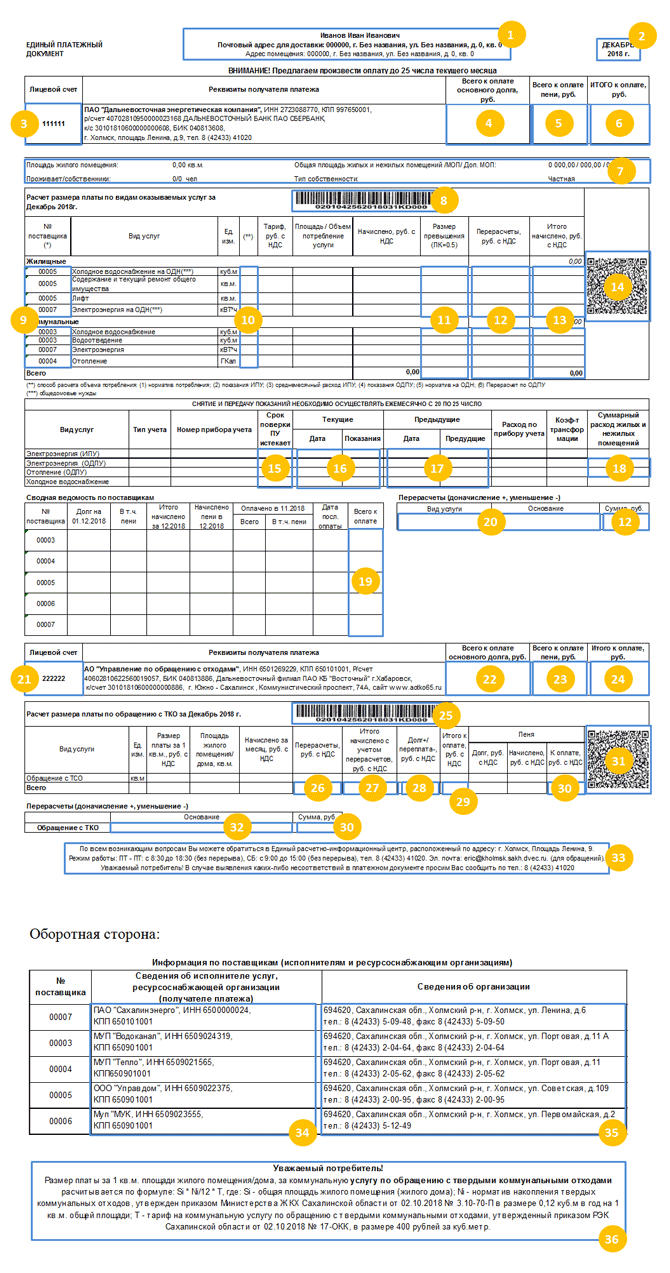 Иванов Иван Иванович
1
2
ЕДИНЫЙ ПЛАТЕЖНЫЙ
ДОКУМЕНТ
Почтовый адрес для доставки: 000000, г. Без названия, ул. Без названия, д. 0, кв. 0
Адрес помещения: 000000, г. Без названия, ул. Без названия, д. 0, кв. 0
ДЕКАБРЬ
2018 г.
ВНИМАНИЕ! Предлагаем произвести оплату до 25 числа текущего месяца
Лицевой счет
Реквизиты получателя платежа
Всего к оплате основного долга, руб.
Всего к оплате пени, руб.
ИТОГО к оплате, руб.
3
111111
ПАО "Дальневосточная энергетическая компания", ИНН 2723088770, КПП 997650001,
р/счет 40702810950000023168 ДАЛЬНЕВОСТОЧНЫЙ БАНК ПАО СБЕРБАНК,
к/с 30101810600000000608, БИК 040813608,
г. Холмск, площадь Ленина, д.9, тел. 8 (42433) 41020
4
5
6
Площадь жилого помещения: 0,00 кв.м. Общая площадь жилых и нежилых помещений /МОП/ Доп. МОП: 0 000,00 / 000,00 /
7
Проживает/собственники: 0/0 чел Тип собственности: Частная
Расчет размера платы по видам оказываемых услуг за
Декабрь 2018г.
8
0201042562018031KD000
N:
поставщика
(*)
Вид услуг
Ед. изм.
(**)
Тариф, руб. с НДС
Площадь / Объем потребление услуги
Начислено, руб. с НДС
Размер превышения (ПК=0.5)
Перерасчеты, руб. с НДС
Итого начислено, руб. с НДС
Жилищные 0,00
00005 Холодное водоснабжение на ОДН(***) куб.м
00005 Содержание и текущий ремонт общего имущества кв.м.
00005 Лифт кв.м.
00007 Электроэнергия на ОДН(***) кВТ*ч
9
10
11
12
13
14
00003 Холодное водоснабжение куб.м
00003 Водоотведение куб.м
00007 Электроэнергия кВТ*ч
00004 Отопление ГКал
Всего 0,00 0,00
(**) способ расчета объема потребления: (1) норматив потребления; (2) показания ИПУ; (3) среднемесячный расход ИПУ; (4) показания ОДПУ; (5) норматив на ОДН; (6) Перерасчет по ОДПУ
(***) общедомовые нужды
СНЯТИЕ И ПЕРЕДАЧУ ПОКАЗАНИЙ НЕОБХОДИМО ОСУЩЕСТВЛЯТЬ ЕЖЕМЕСЯЧНО С 20 ПО 25 ЧИСЛО
Вид услуг
Тип учета
Номер прибора учета
Срок поверки ПУ истекает
Текущие
Дата
Показания
Предыдущие
Дата
Предудщие
Расход по прибору учета
Коэф-т трансфор мации
Суммарный расход жилых и нежилых помещений
Электроэнергия (ИПУ)
Электроэнергия (ОДПУ)
Отопление (ОДПУ)
Холодное водоснабжение
15
16
17
18
Сводная ведомость по поставщикам
N:
поставщика
Долг на 01.12.2018
В т.ч. пени
Итого начислено за 12.2018
Начислено пени в 12.2018
Оплачено в 11.2018
Всего
В т.ч. пени
Дата посл. оплаты
Всего к оплате
00003
00004
00005
00006
00007
19
Перерасчеты (доначисление +, уменьшение -)
Вид услуги
Основание
Сумма, руб.
20
12
Лицевой счет
Реквизиты получателя платежа
Всего к оплате основного долга, руб.
Всего к оплате пени, руб.
Итого к оплате, руб.
21
222222
АО "Управление по обращению с отходами", ИНН 6501269229, КПП 650101001, Р/счет
40602810622560019057, БИК 040813886, Дальневосточный филиал ПАО КБ "Восточный" г.Хабаровск,
к/счет 30101810600000000886, г. Южно - Сахалинск , Коммунистический проспект, 74А, сайт www.aotko65.ru
22
23
24
Расчет размера платы по обращению с ТКО за Декабрь 2018 г.
25
0201042562018031KD000
Вид услуги
Ед. изм
Размер платы за 1 кв.м., руб. с НДС
Площадь жилого помещения/ дома, кв.м.
Начислено за месяц, руб. с НДС
Перерасчеты, руб. с НДС
Итого начислено с учетом перерасчетов, руб. с НДС
Долг+/ переплата-, руб. с НДС
Итого к оплате, руб. с НДС
Пеня
Долг, руб. с НДС
Начислено, руб. с НДС
К оплате, руб. с НДС
Обращение с ТСО кв.м
Всего
26
27
28
29
30
31
Перерасчеты (доначисление +, уменьшение -)
Основание
Сумма, руб
Обращение с ТКО
32
30
По всем возникающим вопросам Вы можете обратиться в Единый расчетно-информационный центр, расположенный по адресу: г. Холмск, Площадь Ленина, 9.
Режим работы: ПТ - ПТ: с 8:30 до 18:30 (без перерыва), СБ: с 9:00 до 15:00 (без перерыва), тел. 8 (42433) 41020. Эл. почта: eric@kholmsk.sakh.dvec.ru. (для обращений).
Уважаемый потребитель! В случае выявления каких-либо несоответствий в платежном документе просим Вас сообщить по тел.: 8 (42433) 41020
33
Оборотная сторона:
Информация по поставщикам (исполнителям и ресурсоснабжающим организациям)
№
поставщика
Сведения об исполнителе услуг,
ресурсоснабжающей организации
(получателе платежа)
Сведения об организации
00007
ПАО "Сахалинэнерго", ИНН 6500000024,
КПП 650101001
694620, Сахалинская обл., Холмский р-н, г. Холмск, ул. Ленина, д.6
тел.: 8 (42433) 5-09-48, факс 8 (42433) 5-09-50
00003
МУП "Водоканал", ИНН 6509024319,
КПП 650901001
694620, Сахалинская обл., Холмский р-н, г. Холмск, ул. Портовая, д.11 А
тел.: 8 (42433) 2-04-64, факс 8 (42433) 2-04-64
00004
МУП "Тепло", ИНН 6509021565,
КПП650901001
694620, Сахалинская обл., Холмский р-н, г. Холмск, ул. Портовая, д.11
тел.: 8 (42433) 2-05-62, факс 8 (42433) 2-05-62
00005
ООО "Управдом", ИНН 6509022375,
КПП 650901001
694620, Сахалинская обл., Холмский р-н, г. Холмск, ул. Советская, д.109
тел.: 8 (42433) 2-00-95, факс 8 (42433) 2-00-95
00006
Муп "МУК, ИНН 6509023555,
КПП 650901001
694620, Сахалинская обл., Холмский р-н, г. Холмск, ул. Первомайская, д.2
тел.: 8 (42433) 5-12-49
34
35
Уважаемый потребитель!
Размер платы за 1 кв.м. площади жилого помещения/дома, за коммунальную услугу по обращению с твердыми коммунальными отходами
расчитывается по формуле: Si * Ni/12 * T, где: Si - общая площадь жилого помещения (жилого дома); Ni - норматив накопления твердых
коммунальных отходов, утвержден приказом Министерства ЖКХ Сахалинской области от 02.10.2018 № 3.10-70-П в размере 0,12 куб.м в год на 1
кв.м. общей площади; Т - тариф на коммунальную услугу по обращению с твердыми коммунальными отходами, утвержденный приказом РЭК
Сахалинской области от 02.10.2018 № 17-ОКК, в размере 400 рублей за куб.метр.
36